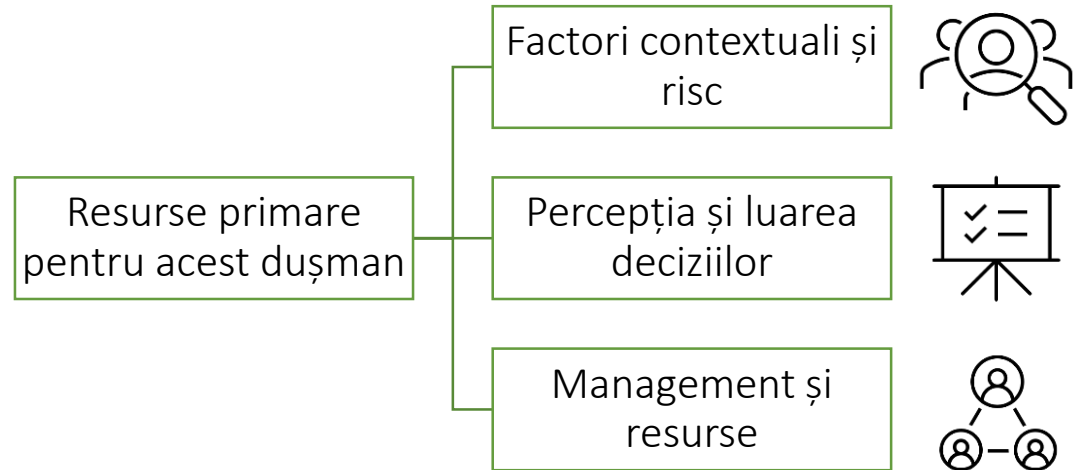 Factori contextuali și
risc
Resurse primare
pentru acest dușman
Percepția și luarea
deciziilor
Management și
resurse